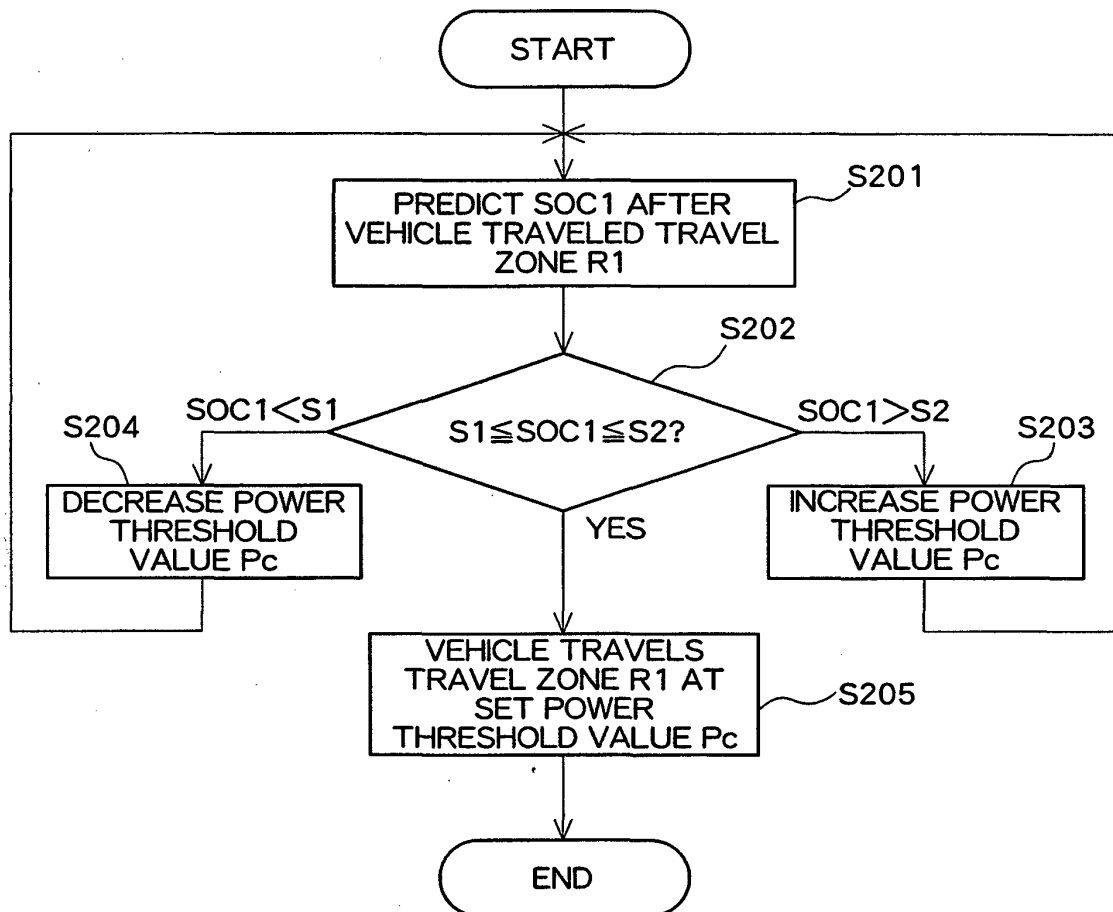 START
S201
PREDICT SOC1 AFTER
VEHICLE TRAVELED TRAVEL
ZONE R1
S202
SOC1<S1
S1≦SOC1≦S2?
SOC1>S2
S204
S203
DECREASE POWER
THRESHOLD
VALUE Pc
YES
INCREASE POWER
THRESHOLD
VALUE Pc
VEHICLE TRAVELS
TRAVEL ZONE R1 AT
SET POWER
THRESHOLD VALUE Pc
S205
END